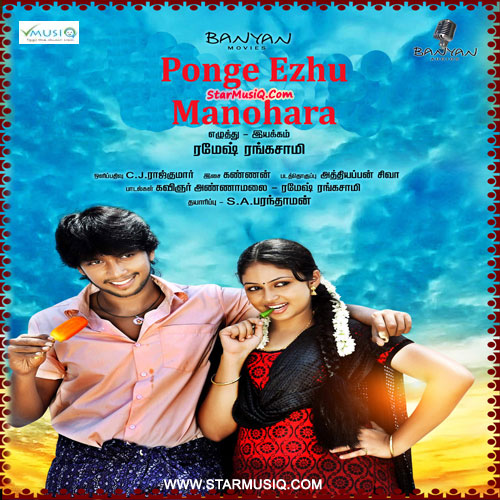 VMUSIQ
BANYAN
MOVIES
BANYAN
Ponge Ezhu
StarMusiQ.Com
Manohara
எழுத்து - இயக்கம்
ரமேஷ் ரங்கசாமி
ஒளிப்பதிவு C.J.ராஜ்குமார் இசை கண்ணன் படத்தொகுப்பு அத்தியப்பன் சிவா
பாடல்கள் கவிஞர் அண்ணாமலை - ரமேஷ் ரங்கசாமி
தயாரிப்பு - S.A.பரந்தாமன்
WWW.STARMUSIQ.COM